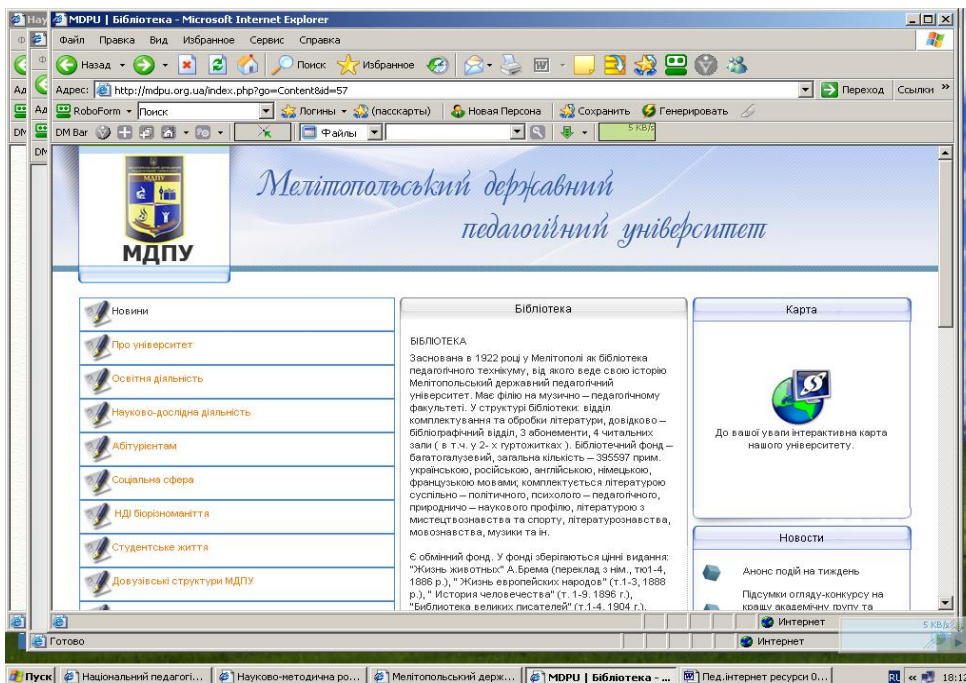 Нау
MDPU | Бібліотека - Microsoft Internet Explorer
Файл Правка Вид Избранное Сервис Справка
Назад Поиск Избранное
Адрес: http://mdpu.org.ua/index.php?go=Content&id=57 Переход Ссылки »
RoboForm Поиск Логины (пасскарты) Новая Персона Сохранить Генерировать
DM Bar Файлы 5 KB/s
МДПУ
Мелітопольський державний
педагогічний університет
Новини
Про університет
Освітня діяльність
Науково-дослідна діяльність
Абітурієнтам
Соціальна сфера
НДІ біорізноманіття
Студентське життя
Довузівські структури МДПУ
Бібліотека
БІБЛІОТЕКА
Заснована в 1922 році у Мелітополі як бібліотека
педагогічного технікуму, від якого веде свою історію
Мелітопольський державний педагогічний
університет. Має філію на музично – педагогічному
факультеті. У структурі бібліотеки: відділ
комплектування та обробки літератури, довідково –
бібліографічний відділ, 3 абонементи, 4 читальних
зали ( в т.ч. у 2- х гуртожитках ). Бібліотечний фонд –
багатогалузевий, загальна кількість – 395597 прим.
українською, російською, англійською, німецькою,
французькою мовами; комплектується літературою
суспільно – політичного, психолого – педагогічного,
природничо – наукового профілю, літературою з
мистецтвознавства та спорту, літературознавства,
мовознавства, музики та ін.
Є обмінний фонд. У фонді зберігаються цінні видання:
"Жизнь животных" А.Брема (переклад з нім., тю1-4,
1886 р.), " Жизнь европейских народов" (т.1-3, 1888
р.), " История человечества" (т. 1-9. 1896 г.),
"Библиотека великих писателей" (т.1-4. 1904 г.),
Карта
До вашої уваги інтерактивна карта
нашого університету.
Новости
Анонс подій на тиждень
Підсумки огляду-конкурсу на
кращу академічну групу та
Интернет
5 KB/s
Готово
Интернет
Пуск Національний педагогі... Науково-методична ро... Мелітопольський держ... MDPU | Бібліотека - ... Пед.інтернет ресурси 0... RU « 18:12